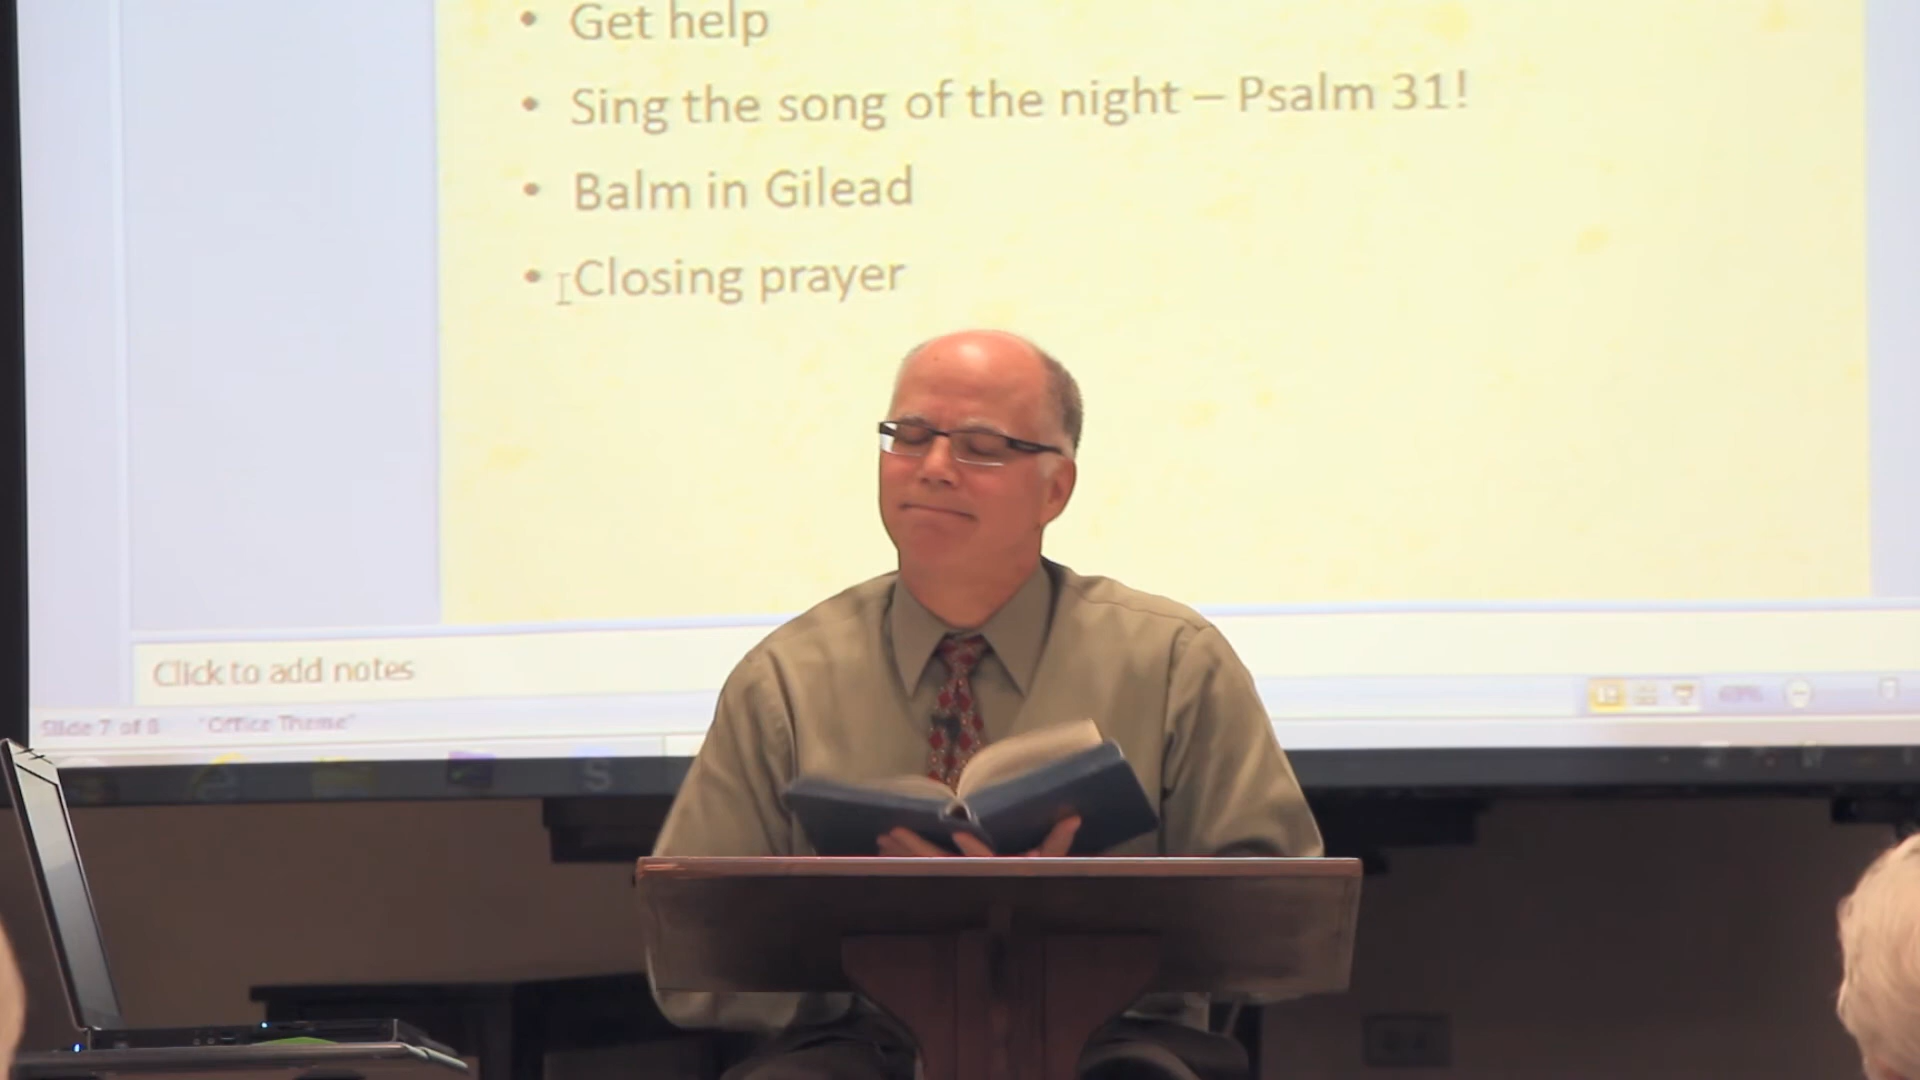 • Get help
• Sing the song of the night – Psalm 31!
• Balm in Gilead
• Closing prayer
Click to add notes
Slide 7 of 8 "Office Theme"
S